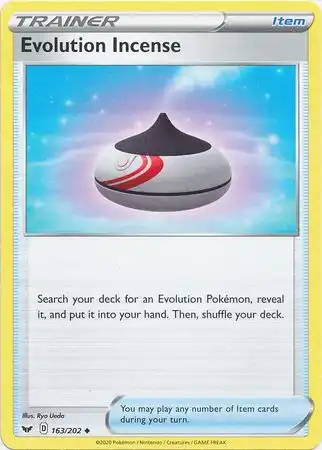 TRAINER
Item
Evolution Incense
Search your deck for an Evolution Pokémon, reveal
it, and put it into your hand. Then, shuffle your deck.
Illus. Ryo Ueda
D 163/202
You may play any number of Item cards
during your turn.
©2020 Pokémon / Nintendo / Creatures / GAME FREAK